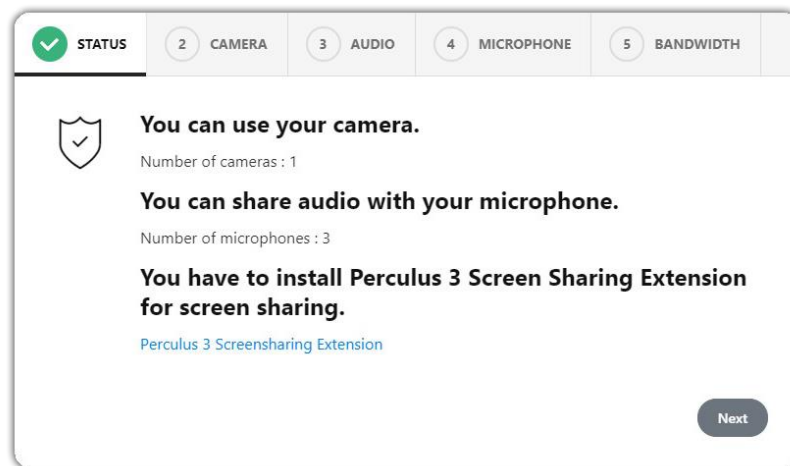 STATUS
2 CAMERA
3 AUDIO
4 MICROPHONE
5 BANDWIDTH
You can use your camera.
Number of cameras : 1
You can share audio with your microphone.
Number of microphones : 3
You have to install Perculus 3 Screen Sharing Extension
for screen sharing.
Perculus 3 Screensharing Extension
Next